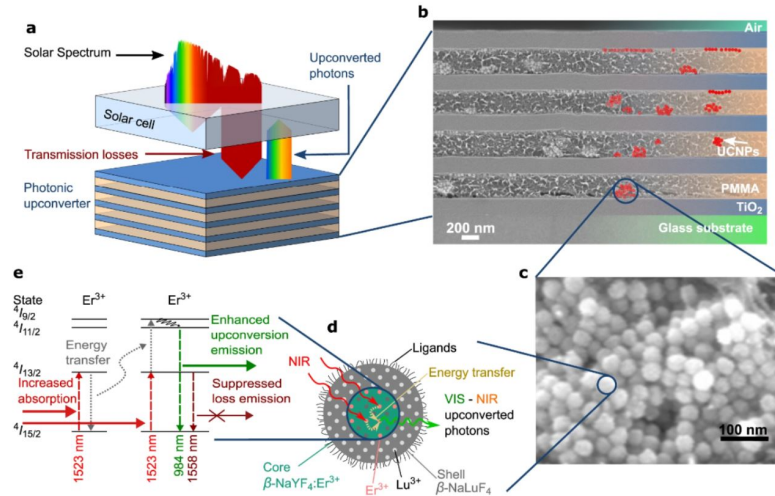 a
Solar Spectrum
Upconverted
photons
Solar cell
Transmission losses
Photonic
upconverter
b
Air
UCNPs
PMMA
TiO₂
200 nm
Glass substrate
c
100 nm
d
Ligands
NIR
Energy transfer
VIS - NIR
upconverted
photons
Core
β-NaYF₄:Er³⁺
Er³⁺
Lu³⁺
Shell
β-NaLuF₄
e
State
Er³⁺
Er³⁺
⁴I₉/₂
⁴I₁₁/₂
Energy
transfer
Enhanced
upconversion
emission
⁴I₁₃/₂
Increased
absorption
Suppressed
loss emission
⁴I₁₅/₂
1523 nm
1523 nm
984 nm
1558 nm